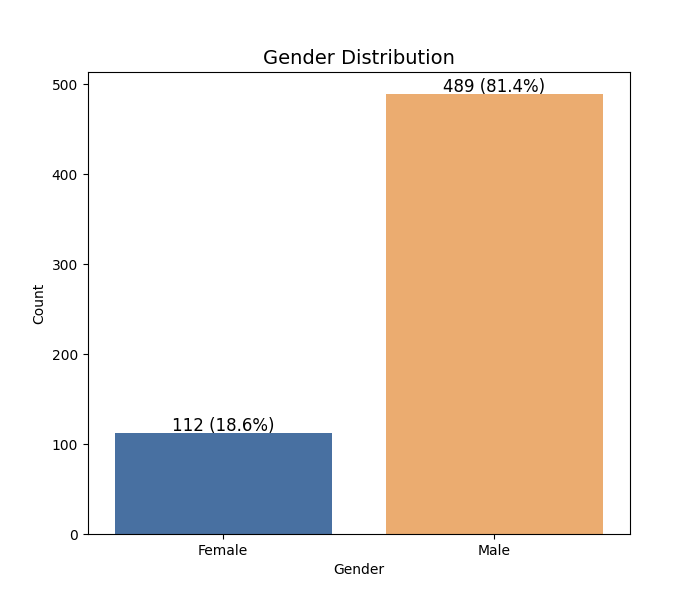 Gender Distribution
500
400
300
200
100
0
Count
489 (81.4%)
112 (18.6%)
Female
Male
Gender